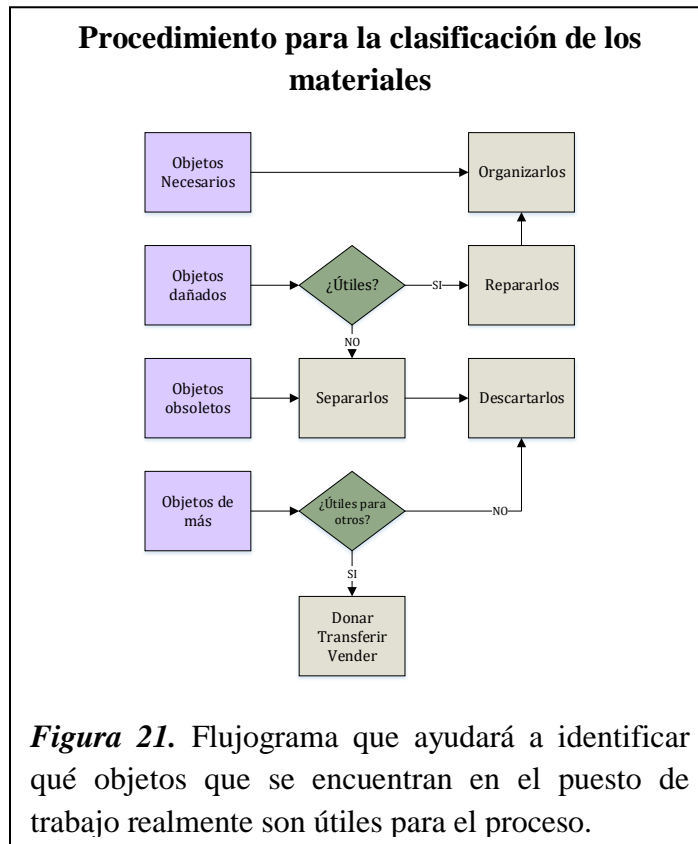 Procedimiento para la clasificación de los
materiales
Objetos
Necesarios
Organizarlos
Objetos
dañados
¿Útiles?
SI
Repararlos
NO
Objetos
obsoletos
Separarlos
Descartarlos
Objetos de
más
¿Útiles para
otros?
NO
SI
Donar
Transferir
Vender
Figura 21. Flujograma que ayudará a identificar
qué objetos que se encuentran en el puesto de
trabajo realmente son útiles para el proceso.